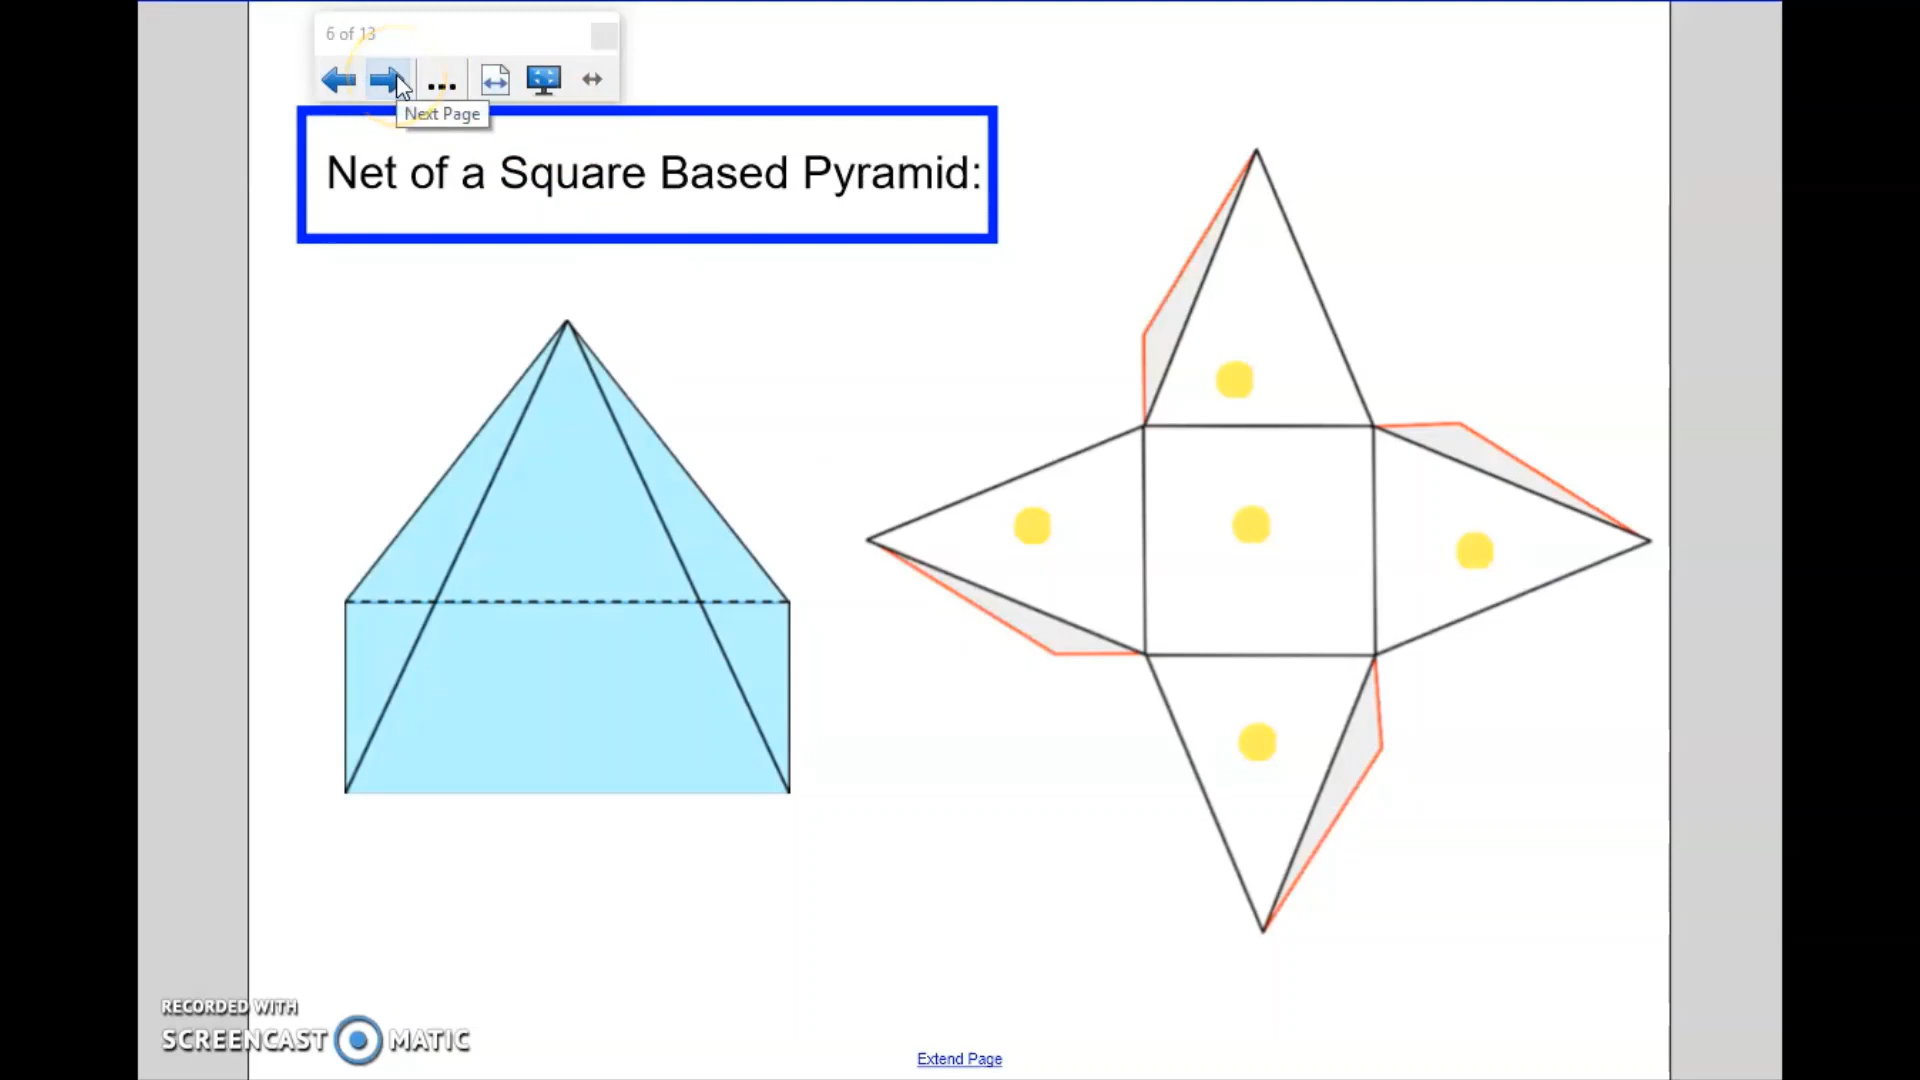 6 of 13
Next Page
Net of a Square Based Pyramid:
RECORDED WITH
SCREENCAST MATIC
Extend Page